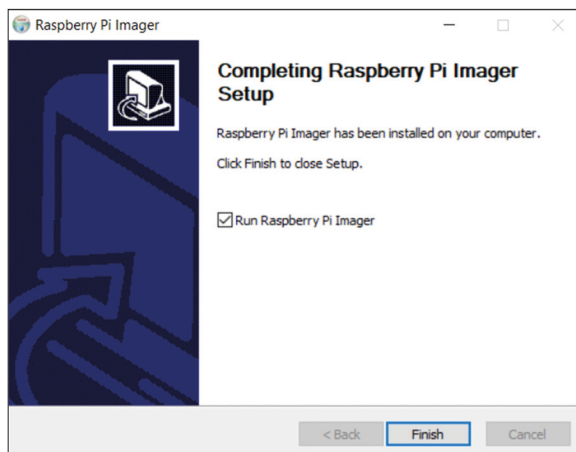 Raspberry Pi Imager
Completing Raspberry Pi Imager
Setup
Raspberry Pi Imager has been installed on your computer.
Click Finish to close Setup.
Run Raspberry Pi Imager
< Back
Finish
Cancel